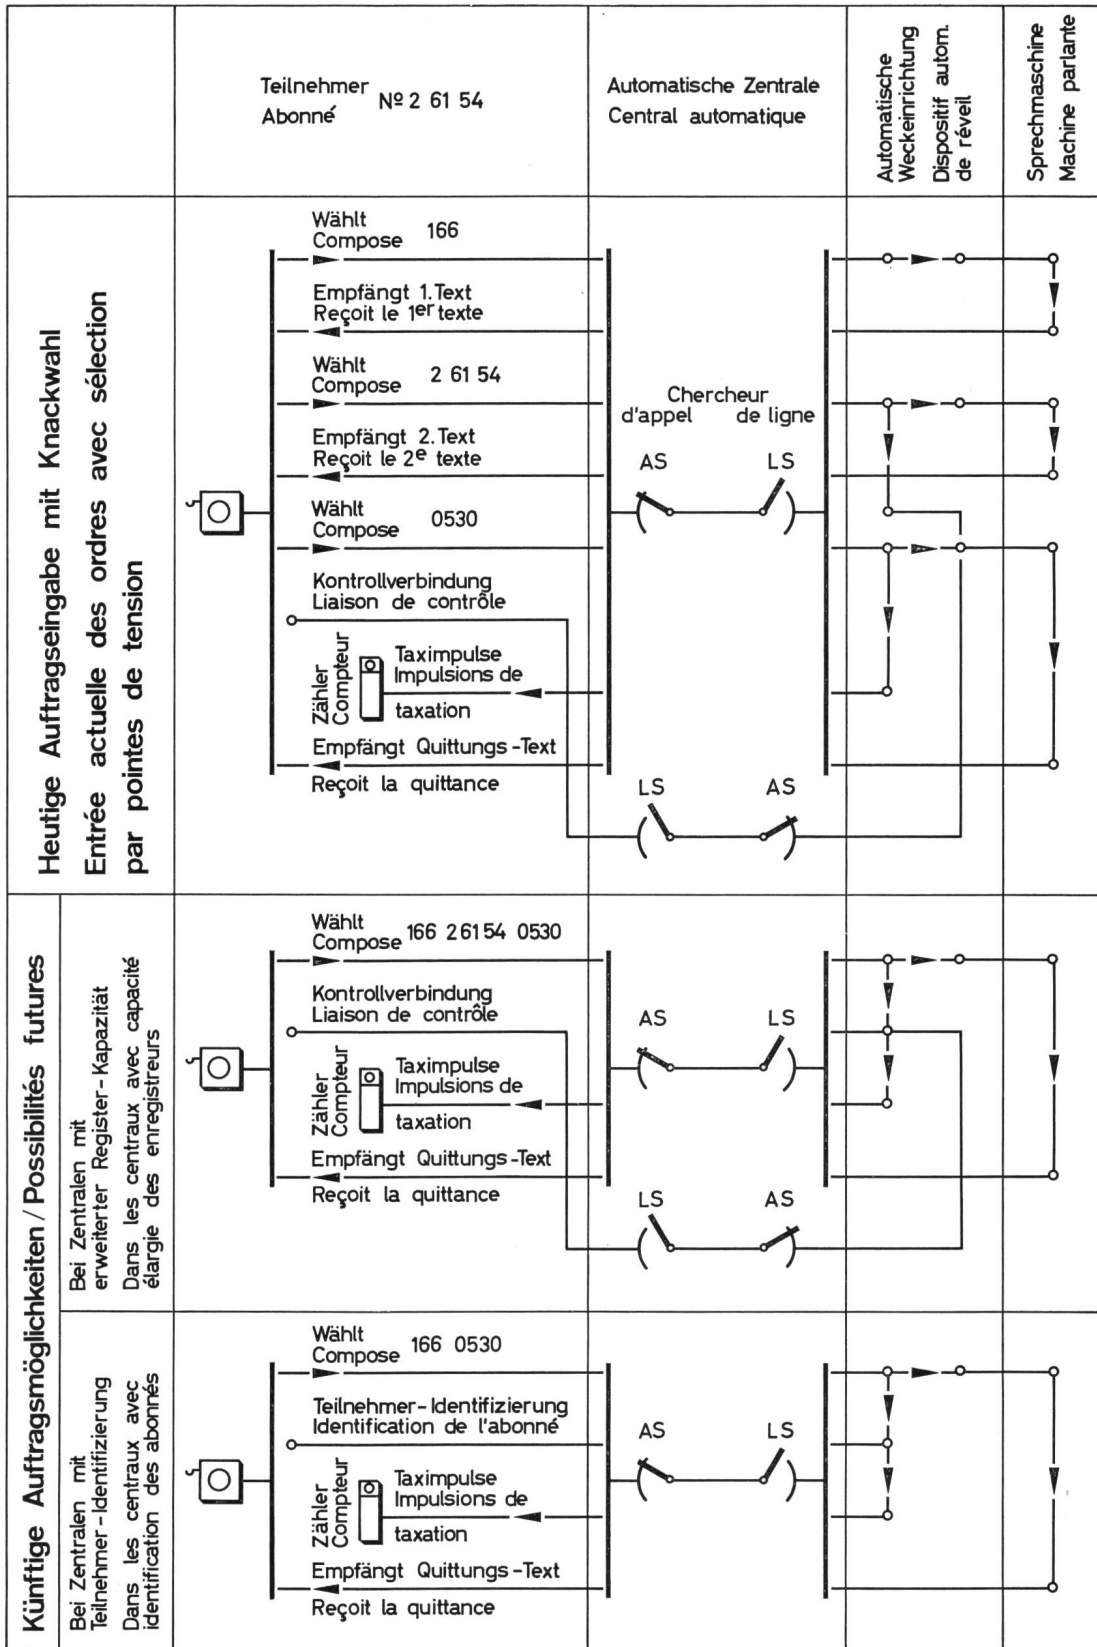 Teilnehmer
Abonné
Nº 2 61 54
Automatische Zentrale
Central automatique
Automatische
Weckeinrichtung
Dispositif autom.
de réveil
Sprechmaschine
Machine parlante
Heutige Auftragseingabe mit Knackwahl
Entrée actuelle des ordres avec sélection
par pointes de tension
Wählt
Compose 166
Empfängt 1. Text
Reçoit le 1er texte
Wählt
Compose 2 61 54
Empfängt 2. Text
Reçoit le 2e texte
Wählt
Compose 0530
Kontrollverbindung
Liaison de contrôle
Zähler
Compteur
Taximpulse
Impulsions de
taxation
Empfängt Quittungs-Text
Reçoit la quittance
Chercheur
d'appel de ligne
AS LS
LS AS
Künftige Auftragsmöglichkeiten / Possibilités futures
Bei Zentralen mit
erweiterter Register-Kapazität
Dans les centraux avec capacité
élargie des enregistreurs
Wählt
Compose 166 2 61 54 0530
Kontrollverbindung
Liaison de contrôle
Zähler
Compteur
Taximpulse
Impulsions de
taxation
Empfängt Quittungs-Text
Reçoit la quittance
AS LS
LS AS
Bei Zentralen mit
Teilnehmer-Identifizierung
Dans les centraux avec
identification des abonnés
Wählt
Compose 166 0530
Teilnehmer-Identifizierung
Identification de l'abonné
Zähler
Compteur
Taximpulse
Impulsions de
taxation
Empfängt Quittungs-Text
Reçoit la quittance
AS LS